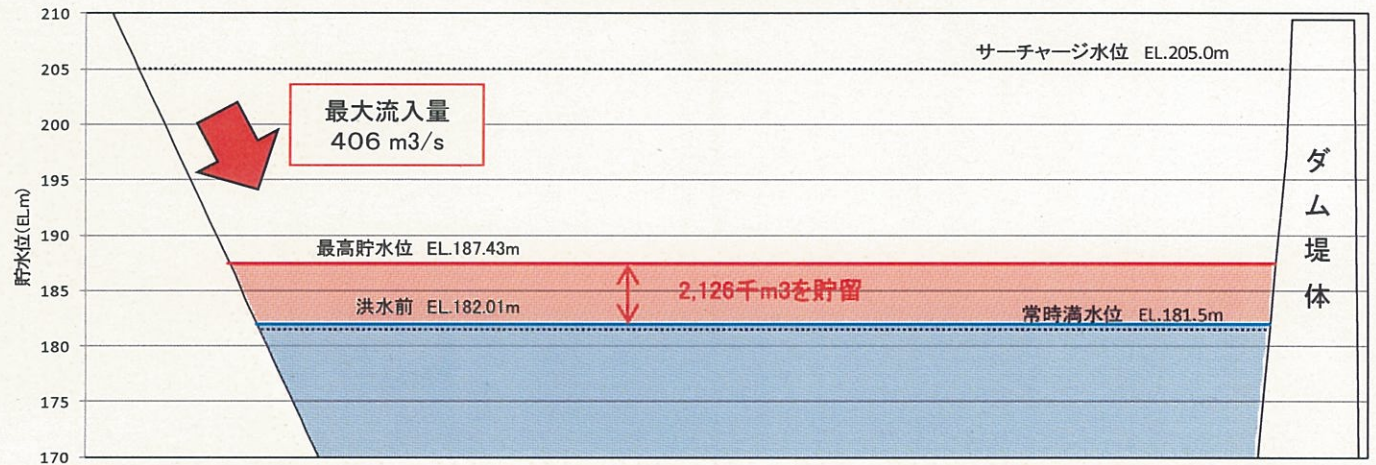 210
205
200
195
190
185
180
175
170
貯水位(ELm)
サーチャージ水位 EL.205.0m
最大流入量
406 m3/s
最高貯水位 EL.187.43m
2,126千m3を貯留
洪水前 EL.182.01m
常時満水位 EL.181.5m
ダム堤体